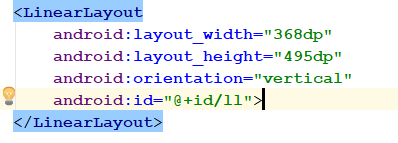 <LinearLayout
android:layout_width="368dp"
android:layout_height="495dp"
android:orientation="vertical"
android:id="@+id/ll">
</LinearLayout>